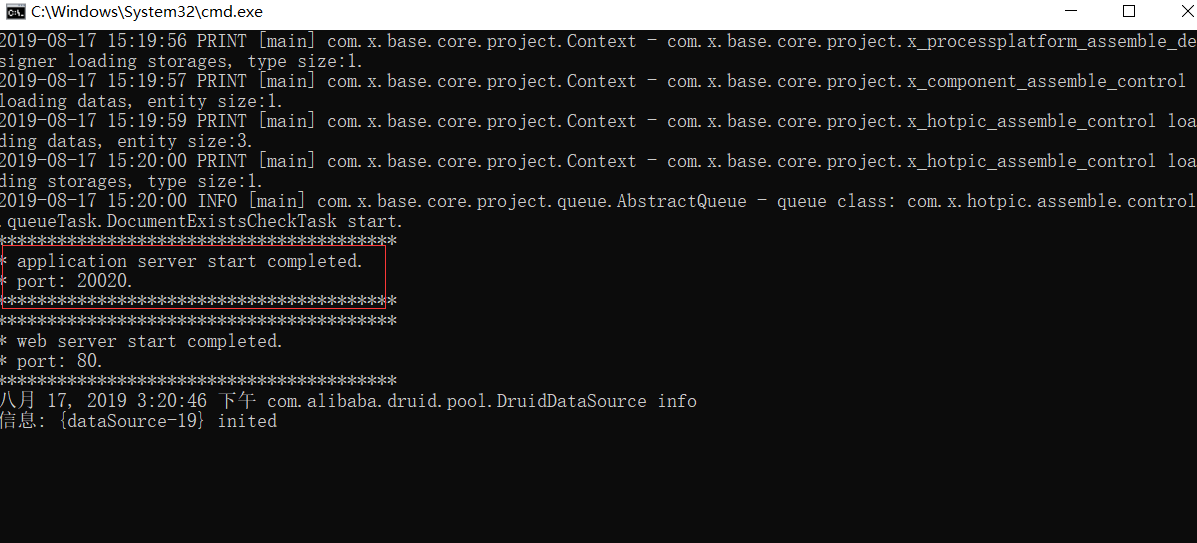 C:\Windows\System32\cmd.exe
2019-08-17 15:19:56 PRINT [main] com.x.base.core.project.Context - com.x.base.core.project.x_processplatform_assemble_de
signer loading storages, type size:1.
2019-08-17 15:19:57 PRINT [main] com.x.base.core.project.Context - com.x.base.core.project.x_component_assemble_control
loading datas, entity size:1.
2019-08-17 15:19:59 PRINT [main] com.x.base.core.project.Context - com.x.base.core.project.x_hotpic_assemble_control loa
ding datas, entity size:3.
2019-08-17 15:20:00 PRINT [main] com.x.base.core.project.Context - com.x.base.core.project.x_hotpic_assemble_control loa
ding storages, type size:1.
2019-08-17 15:20:00 INFO [main] com.x.base.core.project.queue.AbstractQueue - queue class: com.x.hotpic.assemble.control
.queueTask.DocumentExistsCheckTask start.
****************************************
* application server start completed.
* port: 20020.
****************************************
****************************************
* web server start completed.
* port: 80.
****************************************
八月 17, 2019 3:20:46 下午 com.alibaba.druid.pool.DruidDataSource info
信息: {dataSource-19} inited